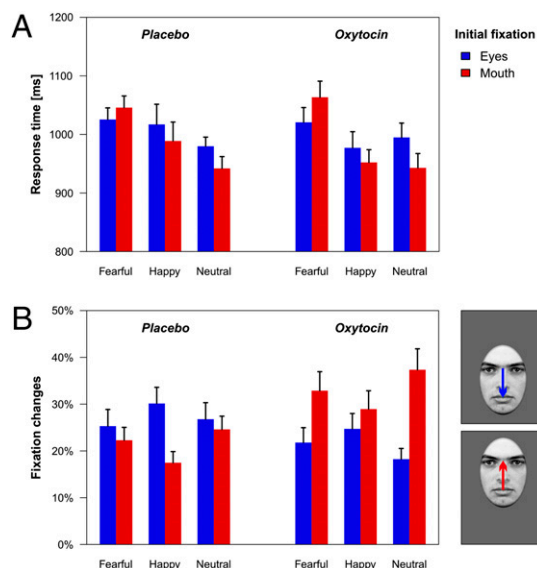 A
Placebo
Oxytocin
Initial fixation
Eyes
Mouth
Response time [ms]
1200
1100
1000
900
800
Fearful Happy Neutral Fearful Happy Neutral
B
Placebo
Oxytocin
Fixation changes
50%
40%
30%
20%
10%
0%
Fearful Happy Neutral Fearful Happy Neutral